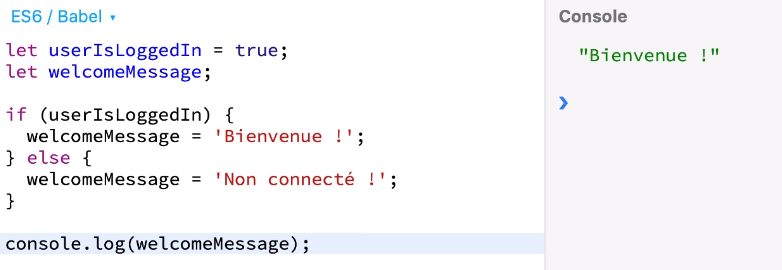 ES6 / Babel ▾
Console
let userIsLoggedIn = true;
let welcomeMessage;
if (userIsLoggedIn) {
  welcomeMessage = 'Bienvenue !';
} else {
  welcomeMessage = 'Non connecté !';
}
console.log(welcomeMessage);
"Bienvenue !"
❯